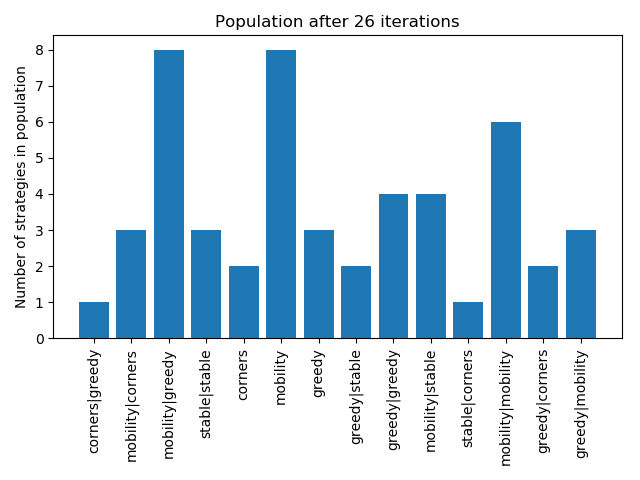 Population after 26 iterations
Number of strategies in population
8
7
6
5
4
3
2
1
0
corners|greedy
mobility|corners
mobility|greedy
stable|stable
corners
mobility
greedy
greedy|stable
greedy|greedy
mobility|stable
stable|corners
mobility|mobility
greedy|corners
greedy|mobility